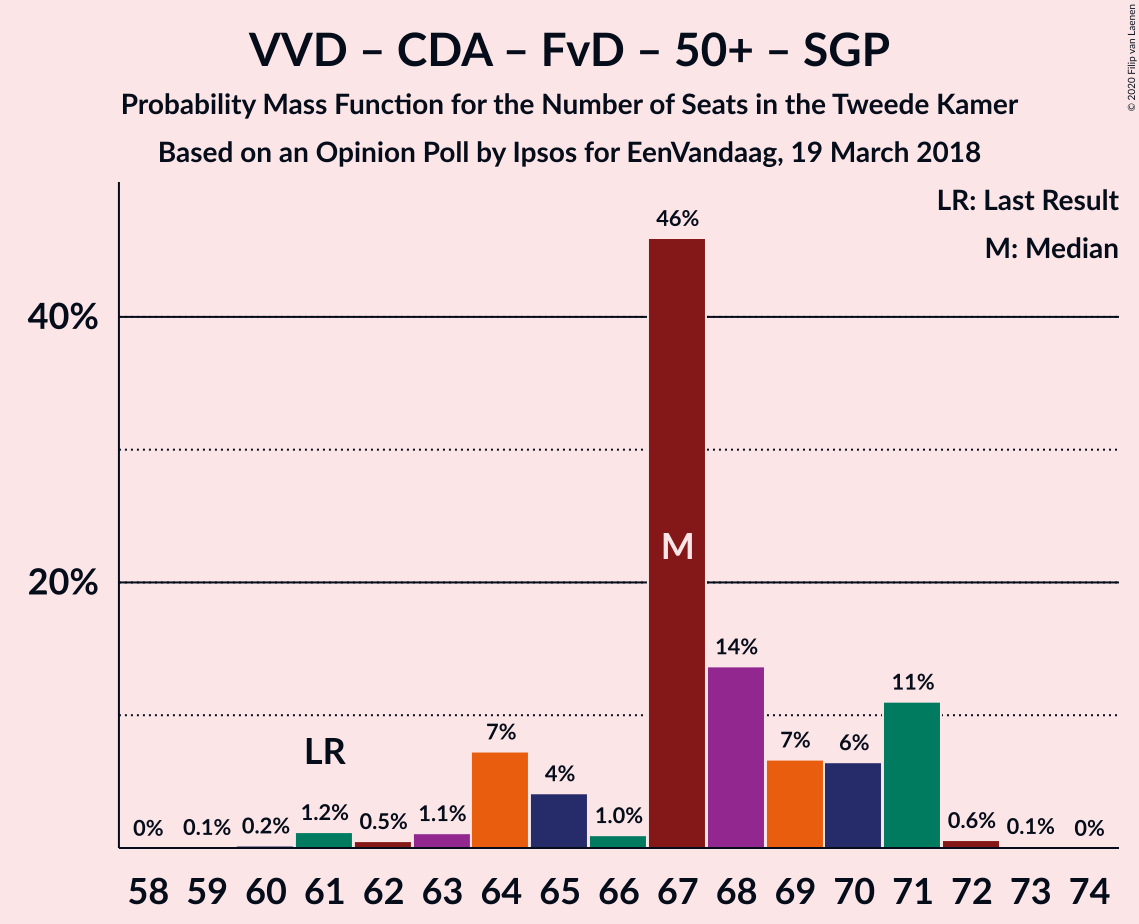 VVD – CDA – FvD – 50+ – SGP
Probability Mass Function for the Number of Seats in the Tweede Kamer
Based on an Opinion Poll by Ipsos for EenVandaag, 19 March 2018
© 2020 Filip van Laenen
LR: Last Result
M: Median
46%
40%
M
20%
14%
11%
7%
7%
6%
LR
4%
1.2%
1.1%
1.0%
0%
0.1%
0.2%
0.5%
0.6%
0.1%
0%
58 59 60 61 62 63 64 65 66 67 68 69 70 71 72 73 74